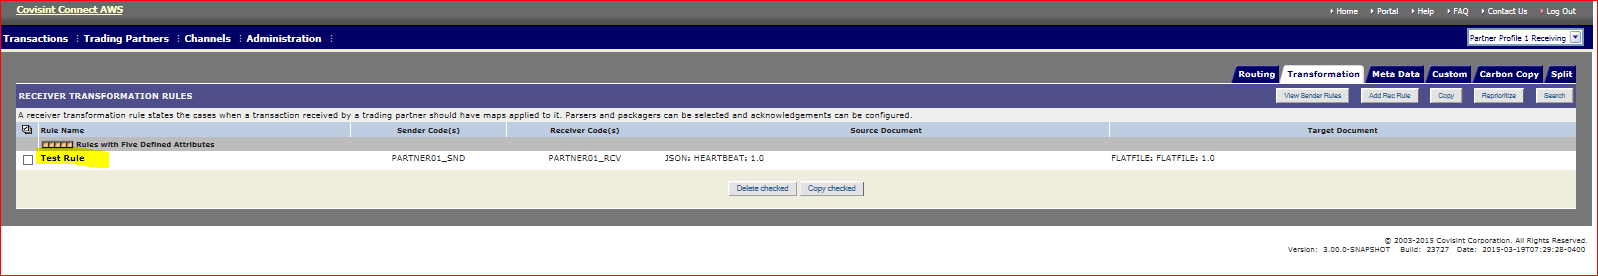 Covisint Connect AWS
Home Portal Help FAQ Contact Us Log Out
Transactions Trading Partners Channels Administration
Partner Profile 1 Receiving
Routing Transformation Meta Data Custom Carbon Copy Split
RECEIVER TRANSFORMATION RULES
View Sender Rules Add Rec Rule Copy Reprioritize Search
A receiver transformation rule states the cases when a transaction received by a trading partner should have maps applied to it. Parsers and packagers can be selected and acknowledgements can be configured.
Rule Name Sender Code(s) Receiver Code(s) Source Document Target Document
Rules with Five Defined Attributes
Test Rule PARTNER01_SND PARTNER01_RCV JSON: HEARTBEAT: 1.0 FLATFILE: FLATFILE: 1.0
Delete checked Copy checked
© 2003-2015 Covisint Corporation. All Rights Reserved.
Version: 3.00.0-SNAPSHOT Build: 23727 Date: 2015-03-19T07:29:28-0400